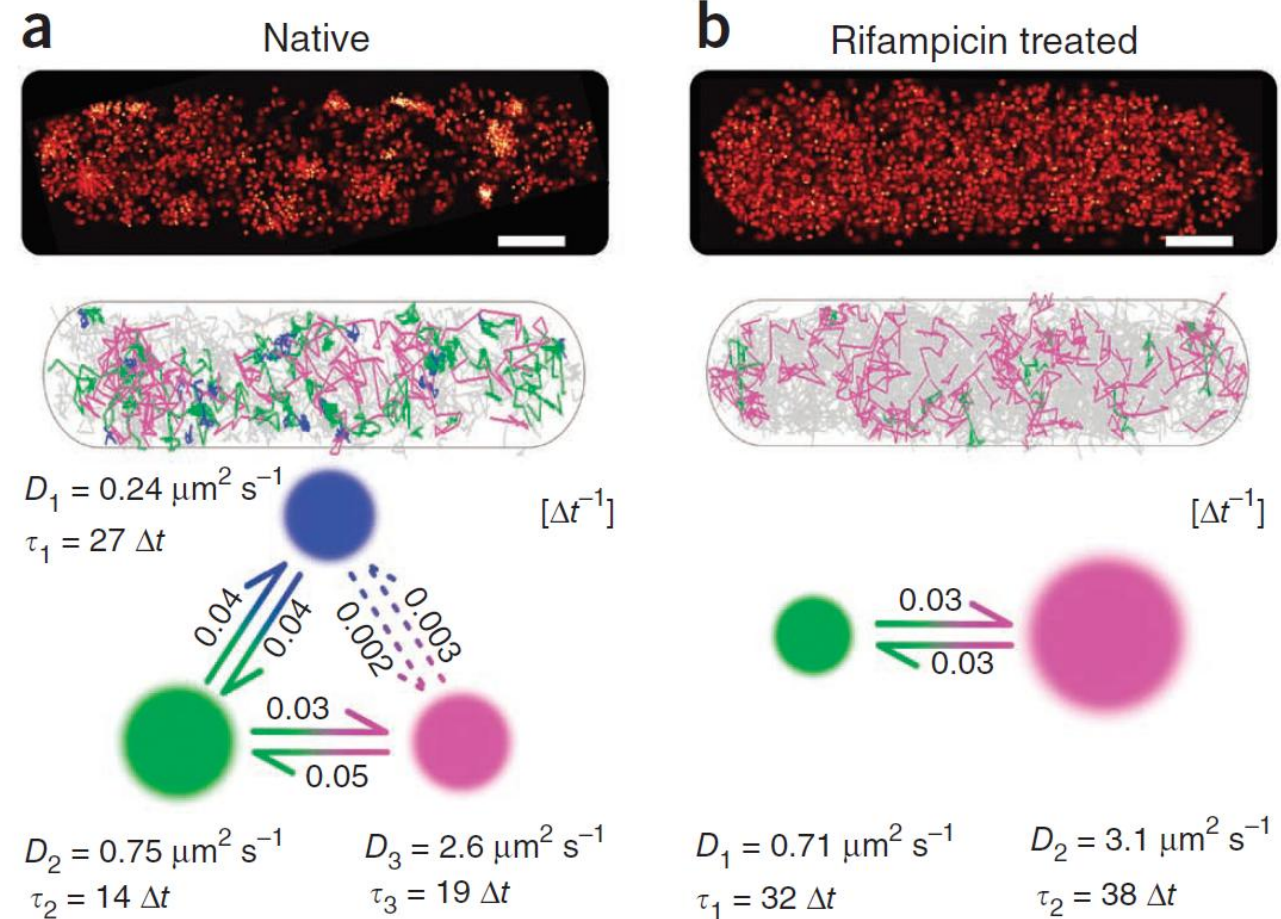 a Native
D₁ = 0.24 μm² s⁻¹
τ₁ = 27 Δt
[Δt⁻¹]
0.04
0.04
0.002
0.003
0.03
0.05
D₂ = 0.75 μm² s⁻¹
τ₂ = 14 Δt
D₃ = 2.6 μm² s⁻¹
τ₃ = 19 Δt
b Rifampicin treated
[Δt⁻¹]
0.03
0.03
D₁ = 0.71 μm² s⁻¹
τ₁ = 32 Δt
D₂ = 3.1 μm² s⁻¹
τ₂ = 38 Δt